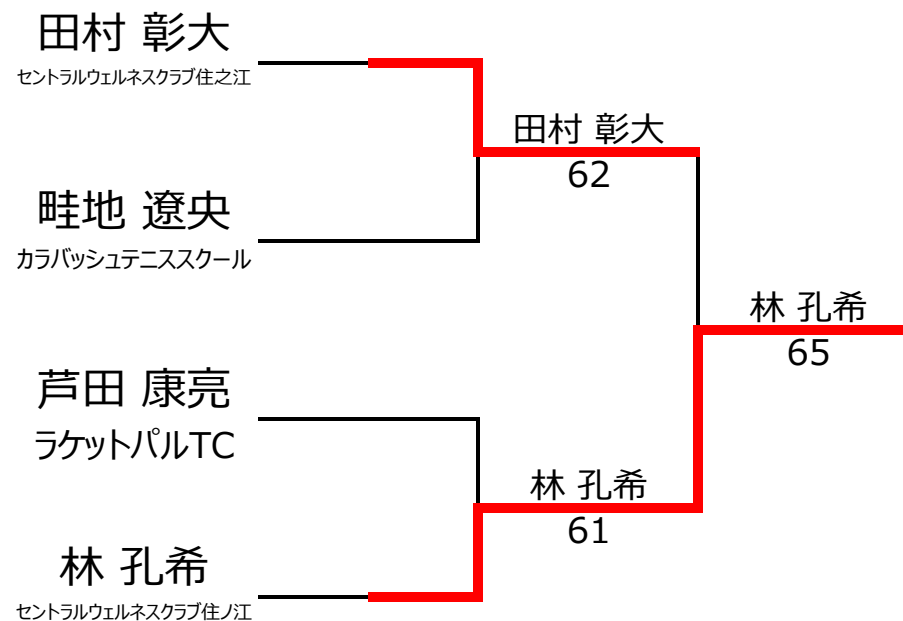 田村 彰大
セントラルウェルネスクラブ住之江
田村 彰大
62
畦地 遼央
カラバッシュテニススクール
林 孔希
65
芦田 康亮
ラケットパルTC
林 孔希
61
林 孔希
セントラルウェルネスクラブ住ノ江